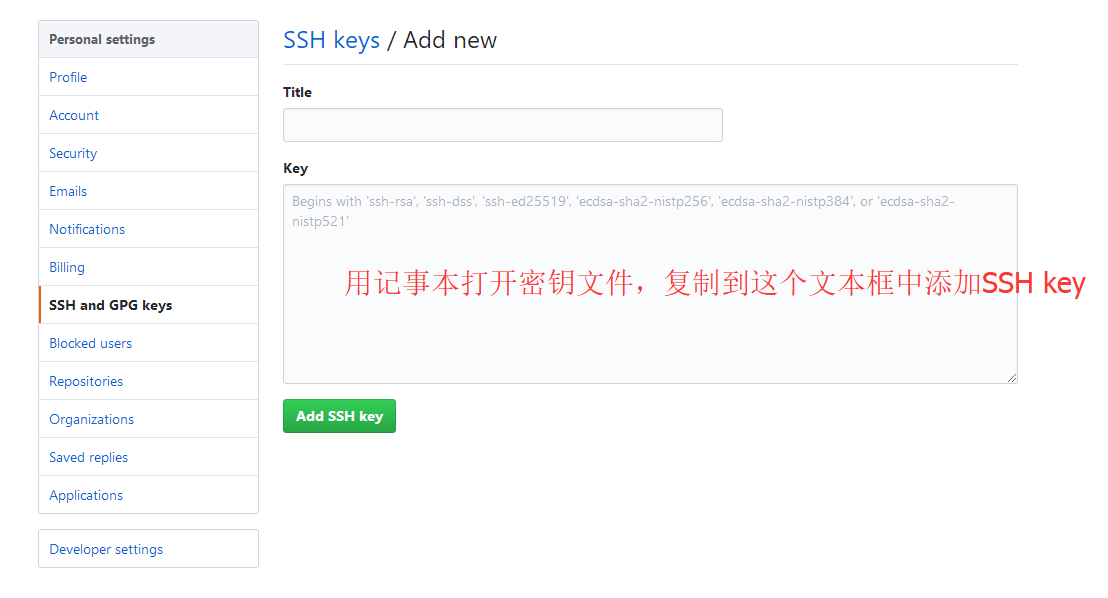 Personal settings
Profile
Account
Security
Emails
Notifications
Billing
SSH and GPG keys
Blocked users
Repositories
Organizations
Saved replies
Applications
Developer settings
SSH keys / Add new
Title
Key
Begins with 'ssh-rsa', 'ssh-dss', 'ssh-ed25519', 'ecdsa-sha2-nistp256', 'ecdsa-sha2-nistp384', or 'ecdsa-sha2-
nistp521'
用记事本打开密钥文件，复制到这个文本框中添加SSH key
Add SSH key